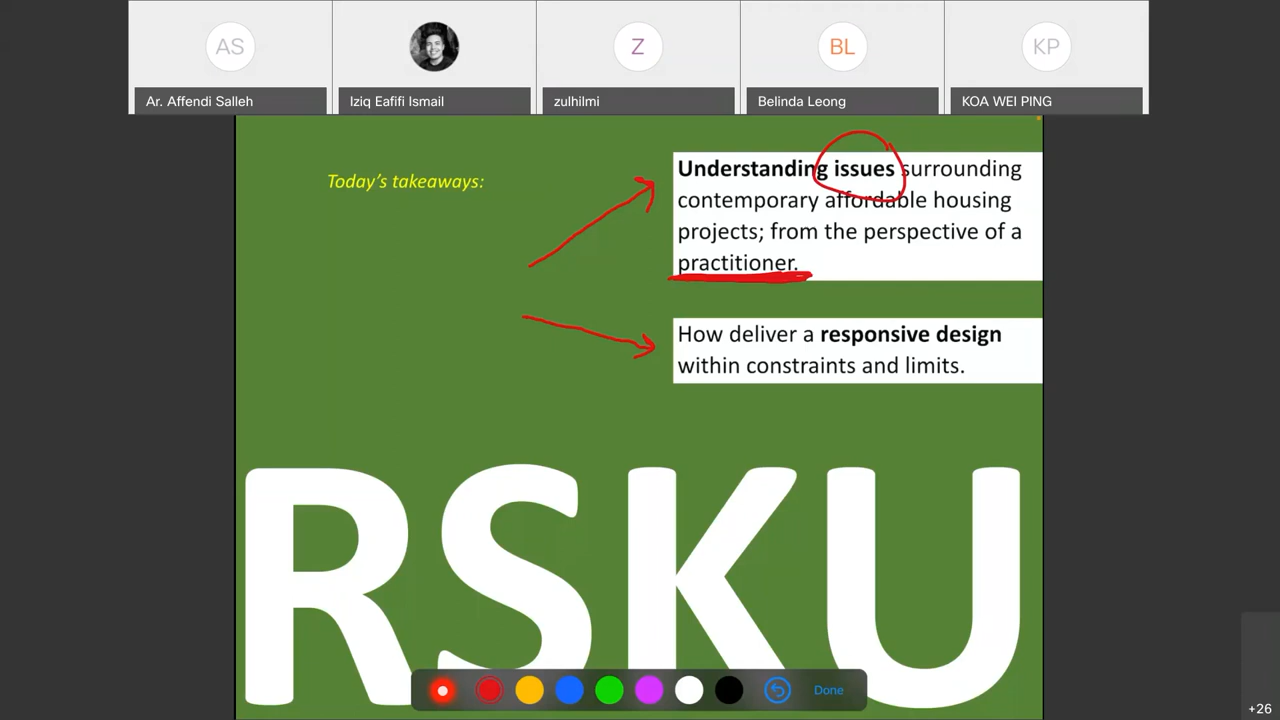 AS
Z
BL
KP
Ar. Affendi Salleh
Iziq Eafifi Ismail
zulhilmi
Belinda Leong
KOA WEI PING
Today's takeaways:
Understanding issues surrounding
contemporary affordable housing
projects; from the perspective of a
practitioner.
How deliver a responsive design
within constraints and limits.
RSKU
Done
+26